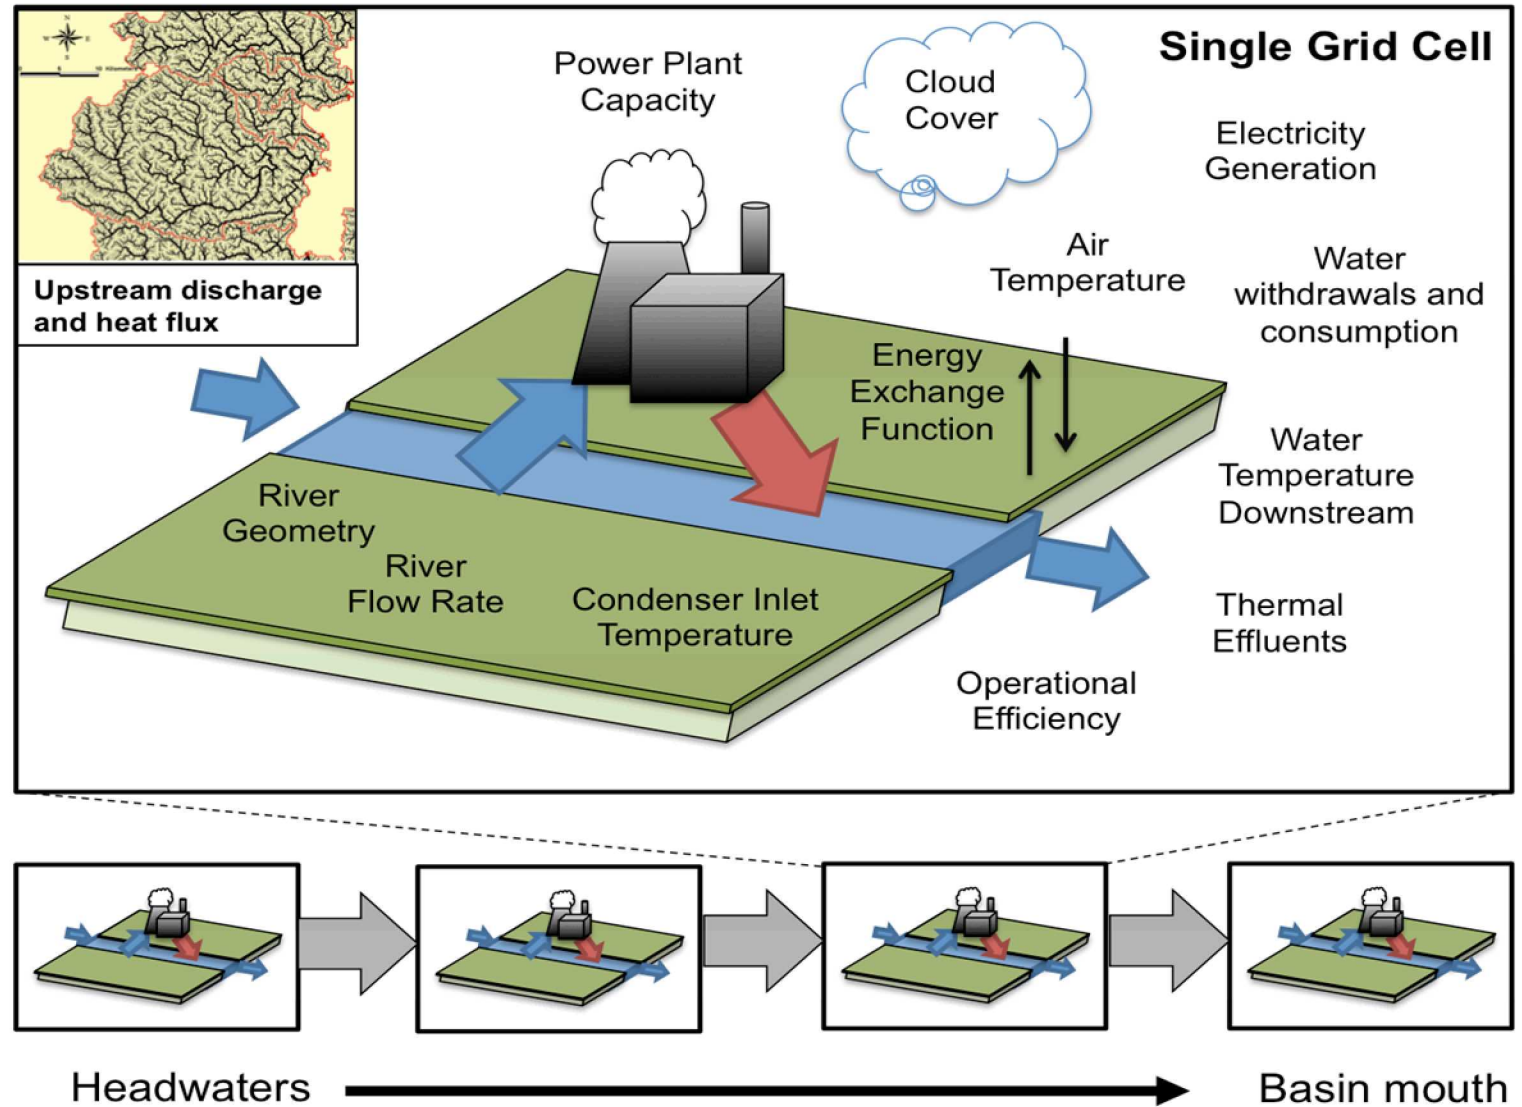 Single Grid Cell
Power Plant
Capacity
Cloud
Cover
Electricity
Generation
Air
Temperature
Water
withdrawals and
consumption
Upstream discharge
and heat flux
Energy
Exchange
Function
Water
Temperature
Downstream
River
Geometry
River
Flow Rate
Condenser Inlet
Temperature
Thermal
Effluents
Operational
Efficiency
Headwaters
Basin mouth